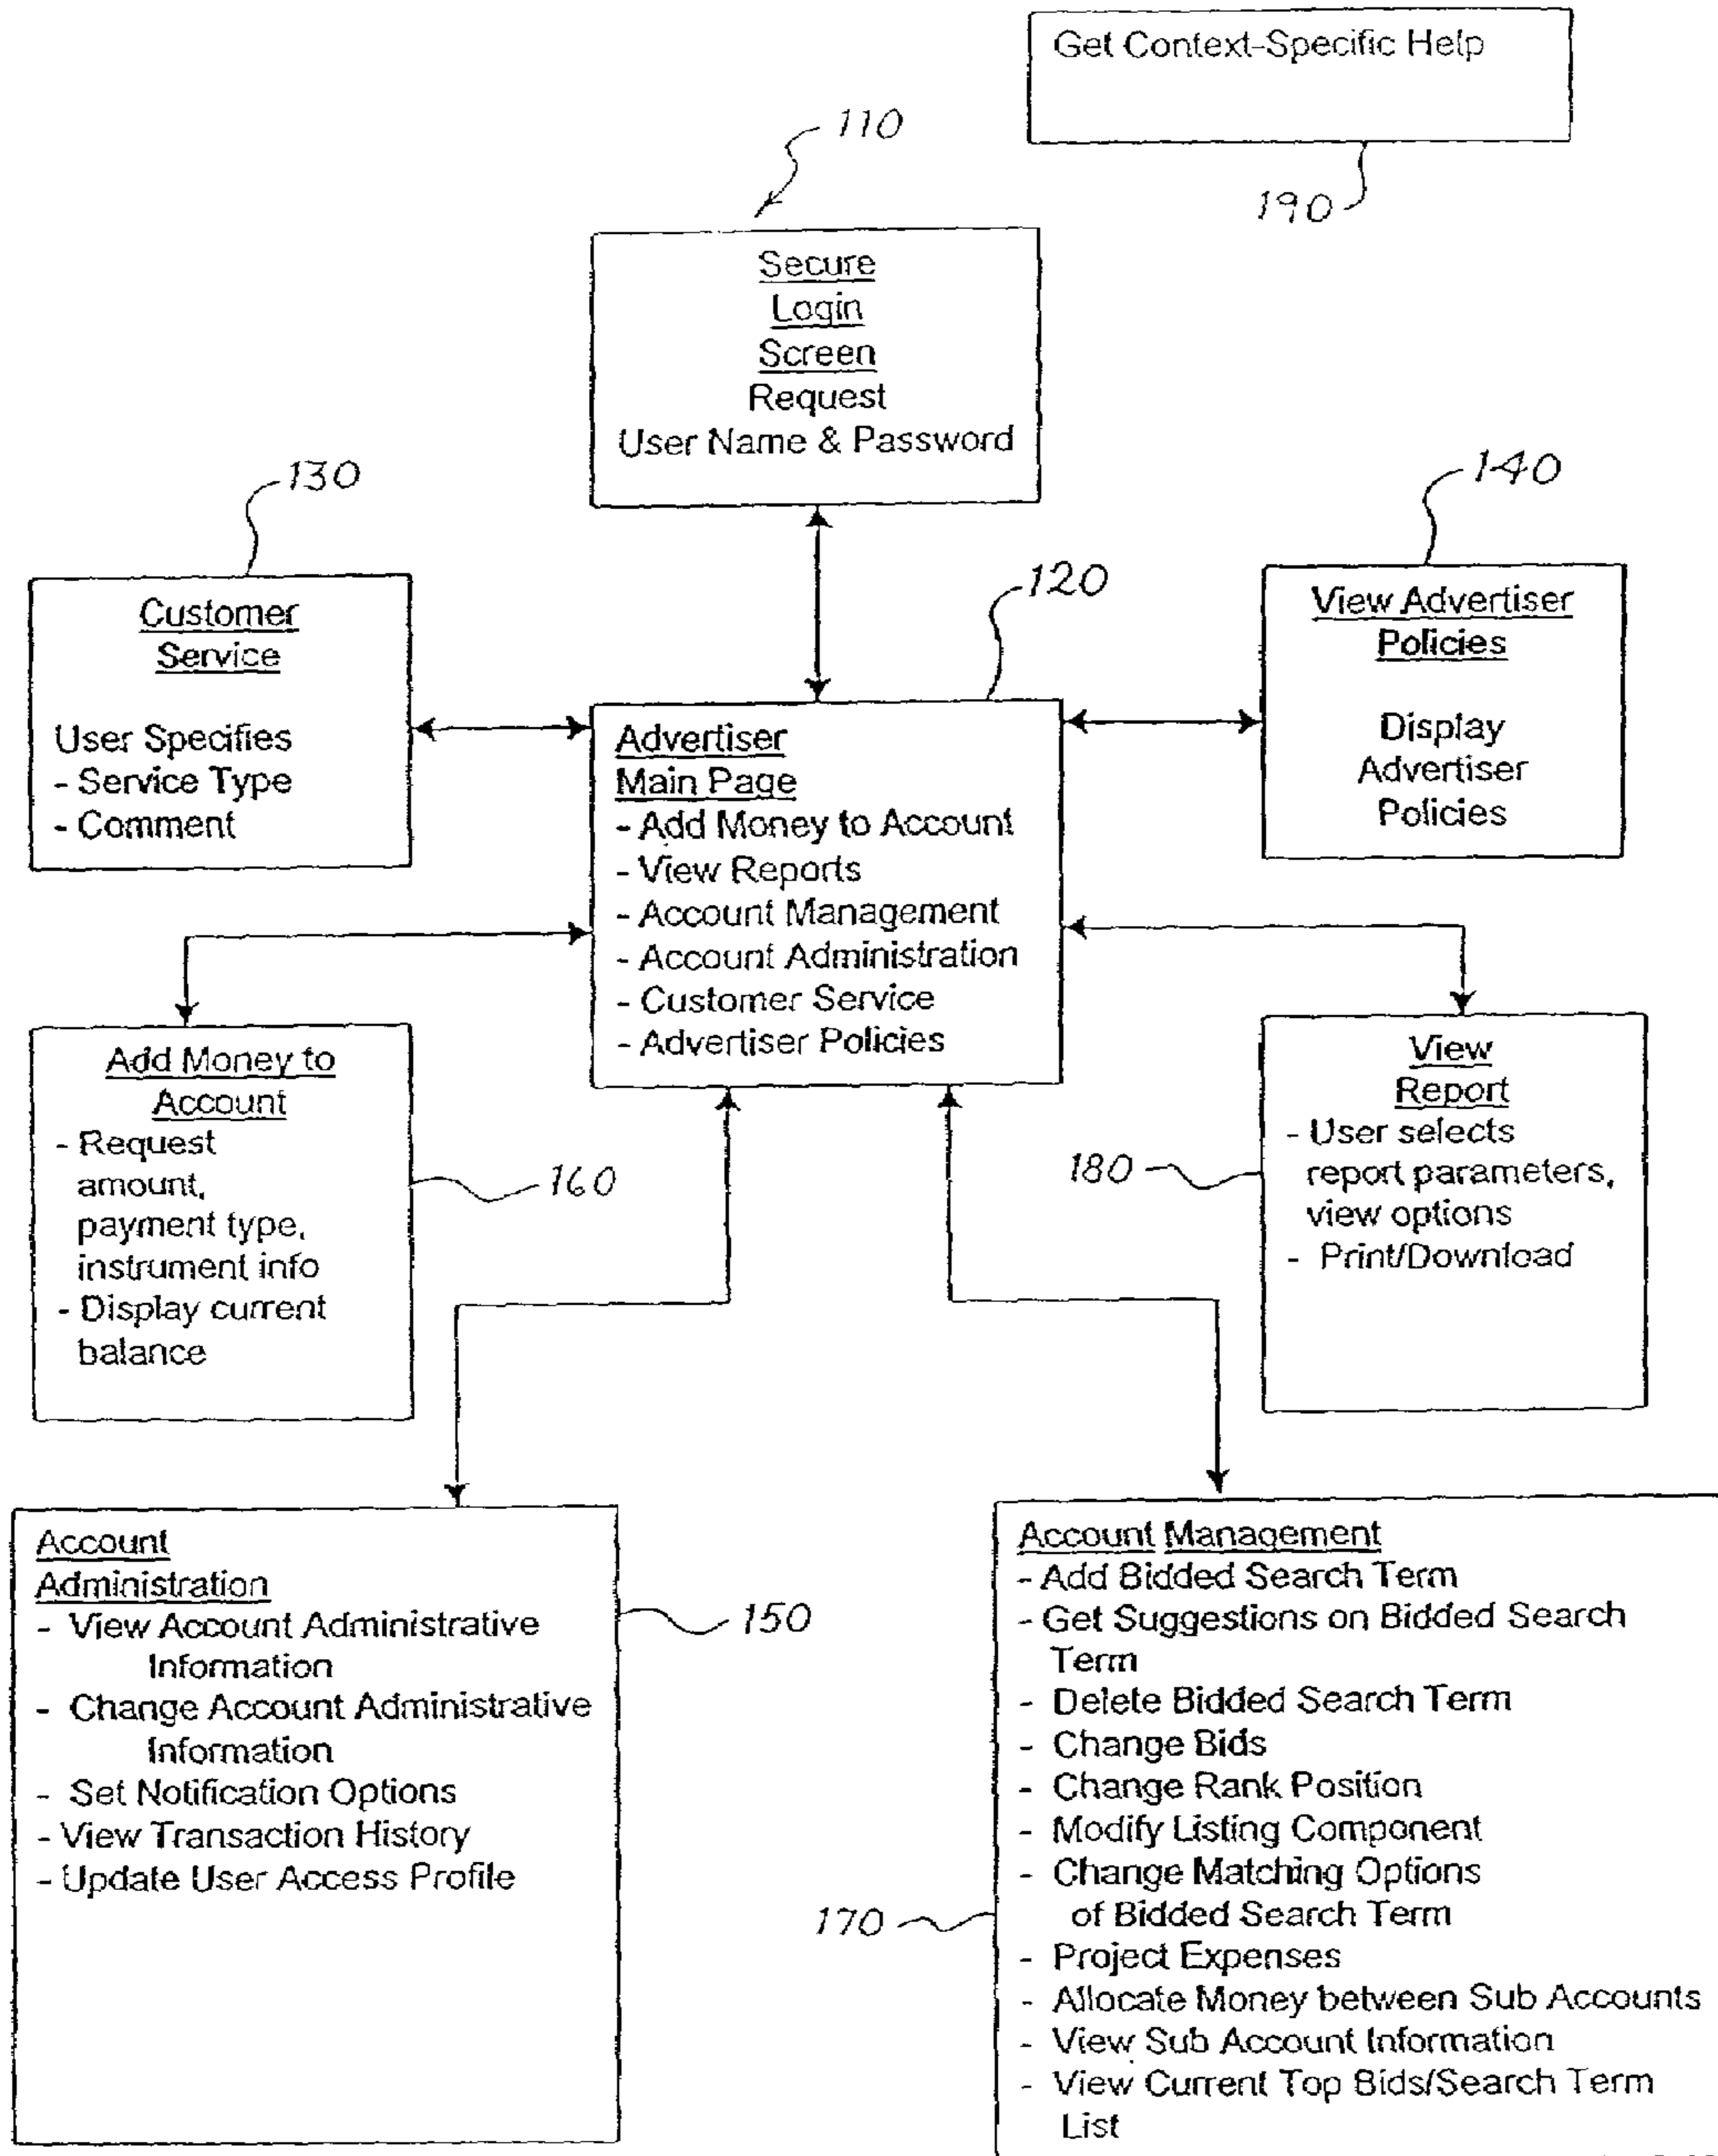 Get Context-Specific Help
190
110
Secure
Login
Screen
Request
User Name & Password
130
Customer
Service
User Specifies
- Service Type
- Comment
120
Advertiser
Main Page
- Add Money to Account
- View Reports
- Account Management
- Account Administration
- Customer Service
- Advertiser Policies
140
View Advertiser
Policies
Display
Advertiser
Policies
Add Money to
Account
- Request
amount,
payment type,
instrument info
- Display current
balance
160
180
View
Report
- User selects
report parameters,
view options
- Print/Download
Account
Administration
- View Account Administrative
Information
- Change Account Administrative
Information
- Set Notification Options
- View Transaction History
- Update User Access Profile
150
170
Account Management
- Add Bidded Search Term
- Get Suggestions on Bidded Search
Term
- Delete Bidded Search Term
- Change Bids
- Change Rank Position
- Modify Listing Component
- Change Matching Options
of Bidded Search Term
- Project Expenses
- Allocate Money between Sub Accounts
- View Sub Account Information
- View Current Top Bids/Search Term
List